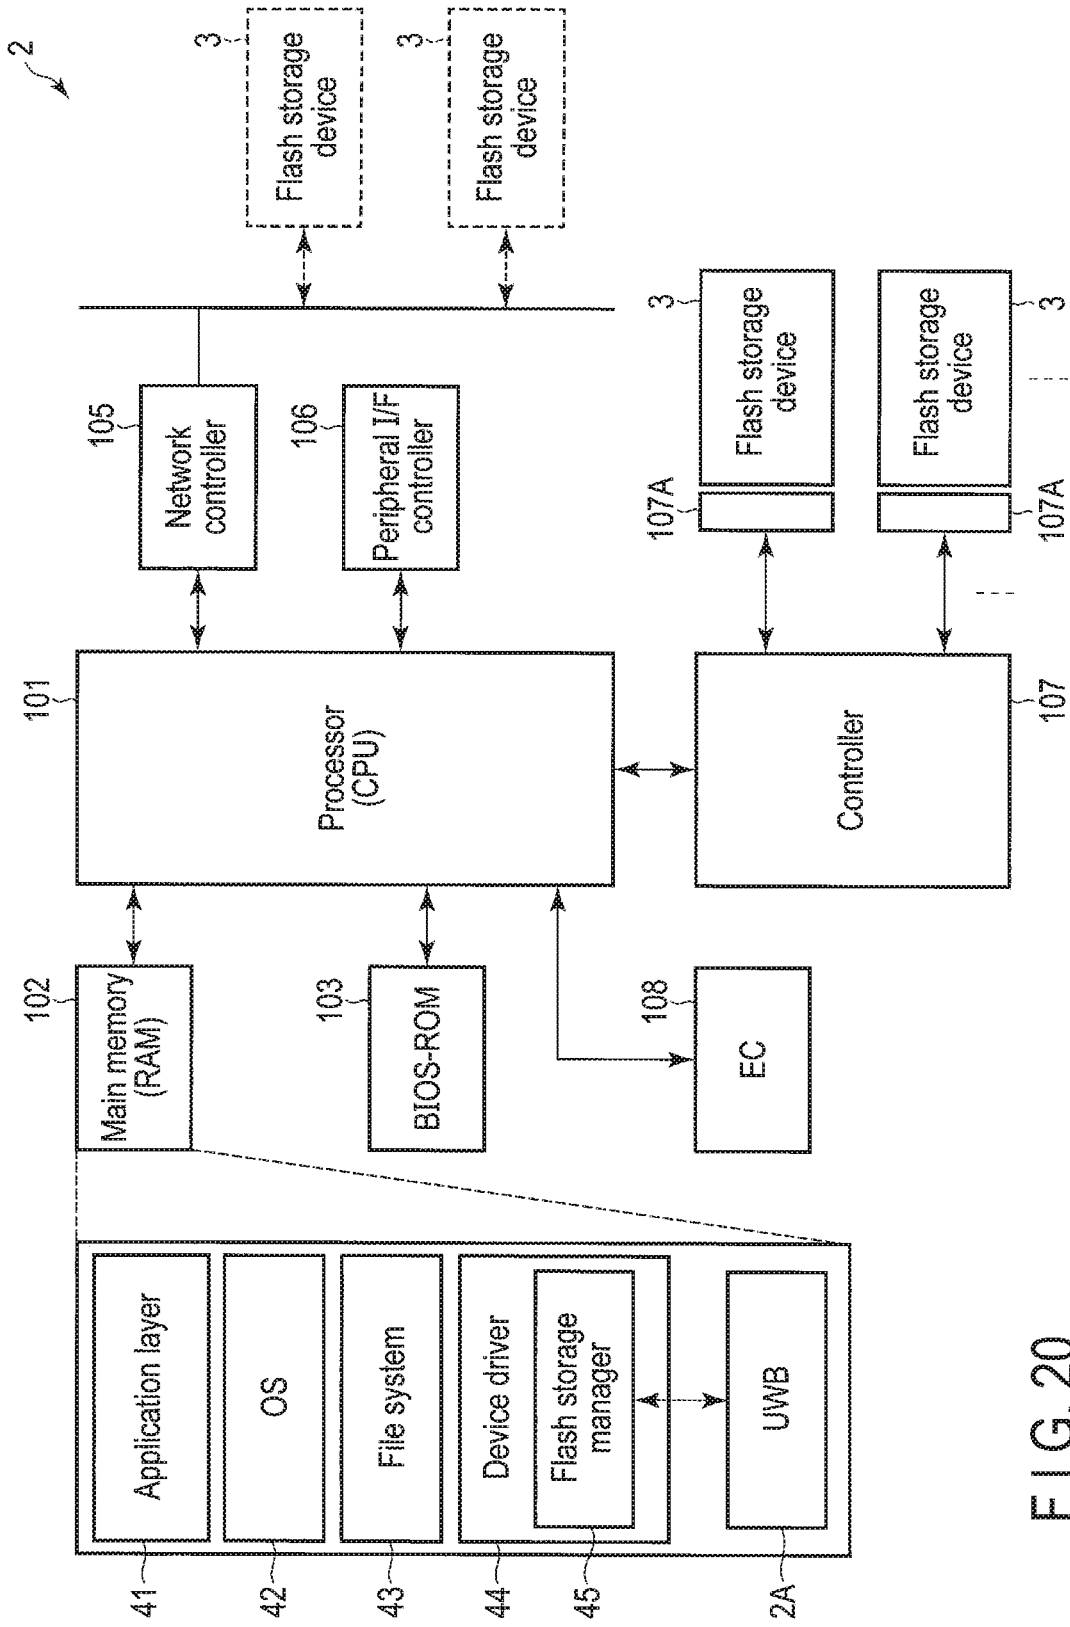 2
41
Application layer
42
OS
43
File system
44
Device driver
45
Flash storage
manager
2A
UWB
102
Main memory
(RAM)
103
BIOS-ROM
108
EC
101
Processor
(CPU)
107
Controller
105
Network
controller
106
Peripheral I/F
controller
107A
107A
3
Flash storage
device
3
Flash storage
device
3
Flash storage
device
3
Flash storage
device
FIG. 20